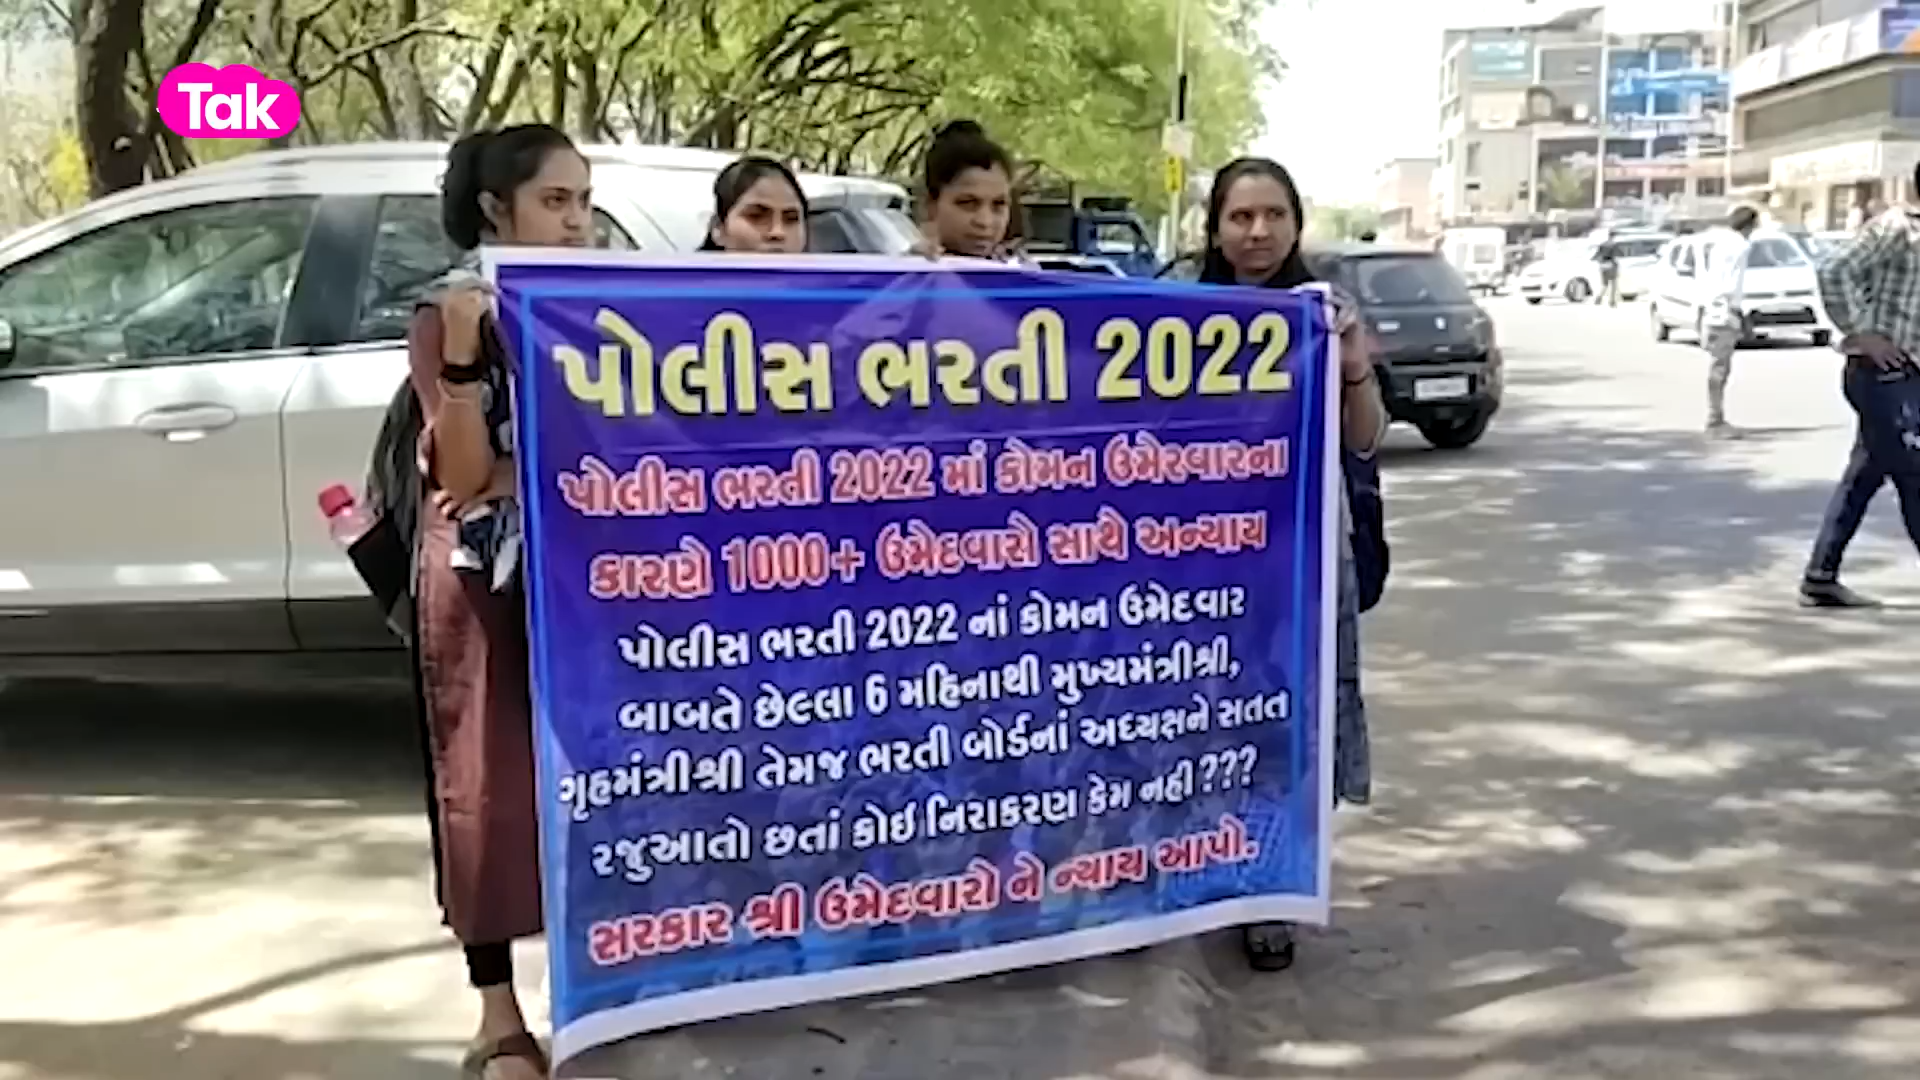 Tak
પોલીસ ભરતી 2022
પોલીસ ભરતી 2022 માં કોમન ઉમેરવારના
કારણે 1000+ ઉમેદવારો સાથે અન્યાય
પોલીસ ભરતી 2022 નાં કોમન ઉમેદવાર
બાબતે છેલ્લા 6 મહિનાથી મુખ્યમંત્રીશ્રી,
ગૃહમંત્રીશ્રી તેમજ ભરતી બોર્ડનાં અધ્યક્ષને સતત
રજુઆતો છતાં કોઈ નિરાકરણ કેમ નહી???
સરકાર શ્રી ઉમેદવારો ને ન્યાય આપો.